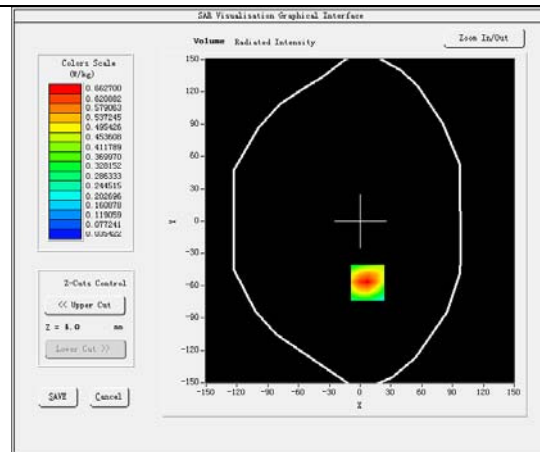 SAR Visualisation Graphical Interface
Volume Radiated Intensity
Zoom In/Out
Colors Scale
(W/kg)
0.662700
0.620882
0.579063
0.537245
0.495426
0.453608
0.411789
0.369970
0.328152
0.286333
0.244515
0.202696
0.160878
0.119059
0.077241
0.035422
Z-Cuts Control
<< Upper Cut
Z = 4.0 mm
Lower Cut >>
SAVE
Cancel
150
120
90
60
30
0
-30
-60
-90
-120
-150
Y
-150 -120 -90 -60 -30 0 30 60 90 120 150
X